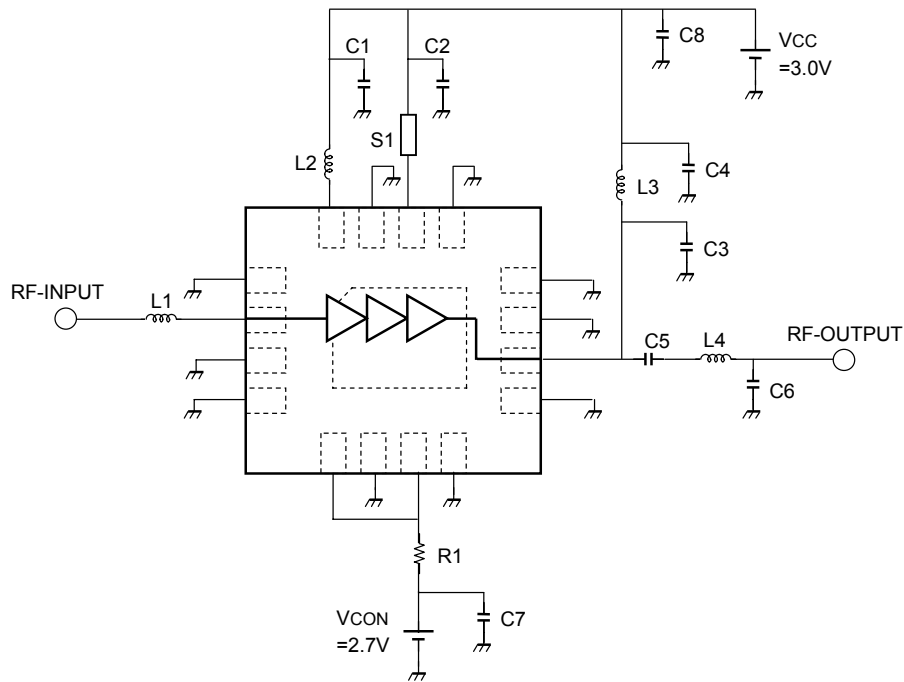 C1
C2
C8
VCC
=3.0V
S1
L2
L3
C4
C3
RF-INPUT
L1
C5
L4
RF-OUTPUT
C6
R1
VCON
=2.7V
C7